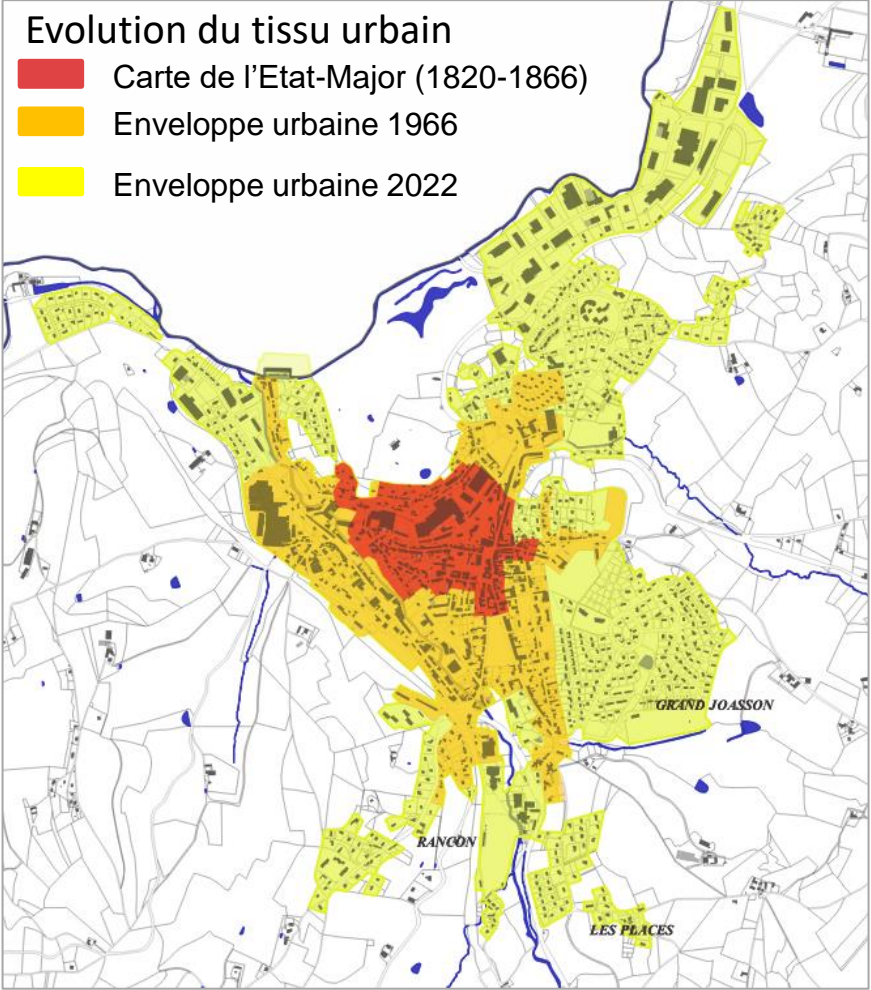 Evolution du tissu urbain
Carte de l'Etat-Major (1820-1866)
Enveloppe urbaine 1966
Enveloppe urbaine 2022
GRAND JOASSON
RANCON
LES PLACES